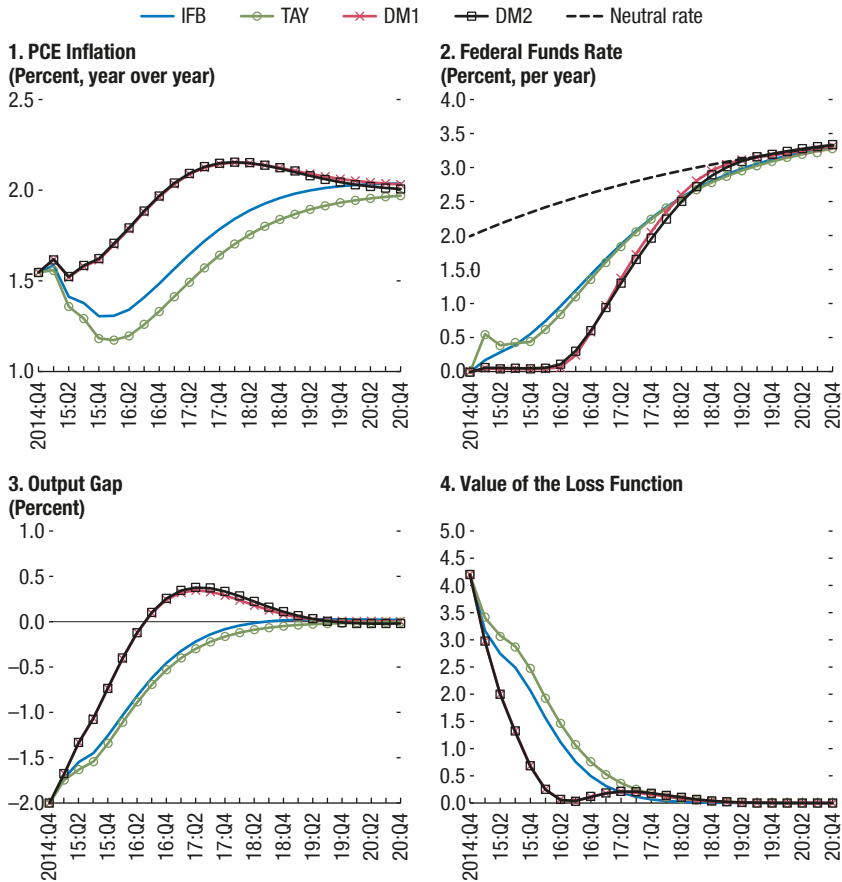 IFB TAY DM1 DM2 Neutral rate
1. PCE Inflation
(Percent, year over year)
2.5
2.0
1.5
1.0
2014:Q4
15:Q2
15:Q4
16:Q2
16:Q4
17:Q2
17:Q4
18:Q2
18:Q4
19:Q2
19:Q4
20:Q2
20:Q4
2. Federal Funds Rate
(Percent, per year)
4.0
3.5
3.0
2.5
2.0
1.5.0
1.0
0.5
0.0
2014:Q4
15:Q2
15:Q4
16:Q2
16:Q4
17:Q2
17:Q4
18:Q2
18:Q4
19:Q2
19:Q4
20:Q2
20:Q4
3. Output Gap
(Percent)
1.0
0.5
0.0
–0.5
–1.0
–1.5
–2.0
2014:Q4
15:Q2
15:Q4
16:Q2
16:Q4
17:Q2
17:Q4
18:Q2
18:Q4
19:Q2
19:Q4
20:Q2
20:Q4
4. Value of the Loss Function
5.0
4.5
4.0
3.5
3.0
2.5
2.0
1.5
1.0
0.5
0.0
2014:Q4
15:Q2
15:Q4
16:Q2
16:Q4
17:Q2
17:Q4
18:Q2
18:Q4
19:Q2
19:Q4
20:Q2
20:Q4